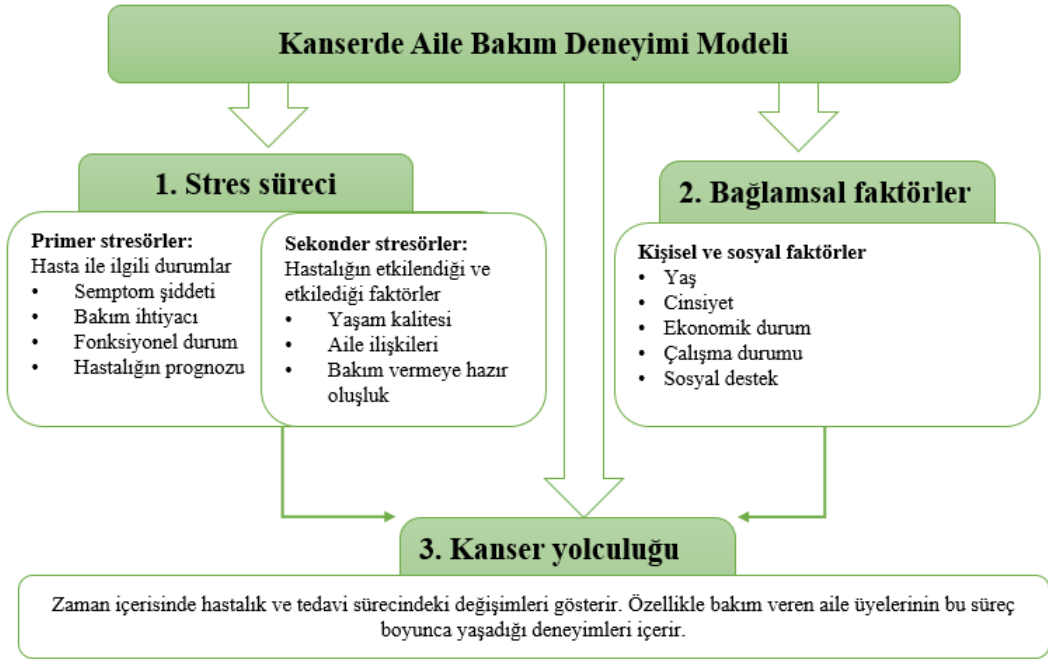 Kanserde Aile Bakım Deneyimi Modeli
1. Stres süreci
Primer stresörler:
Hasta ile ilgili durumlar
• Semptom şiddeti
• Bakım ihtiyacı
• Fonksiyonel durum
• Hastalığın prognozu
Sekonder stresörler:
Hastalığın etkilendiği ve
etkilediği faktörler
• Yaşam kalitesi
• Aile ilişkileri
• Bakım vermeye hazır
oluşluk
2. Bağlamsal faktörler
Kişisel ve sosyal faktörler
• Yaş
• Cinsiyet
• Ekonomik durum
• Çalışma durumu
• Sosyal destek
3. Kanser yolculuğu
Zaman içerisinde hastalık ve tedavi sürecindeki değişimleri gösterir. Özellikle bakım veren aile üyelerinin bu süreç
boyunca yaşadığı deneyimleri içerir.